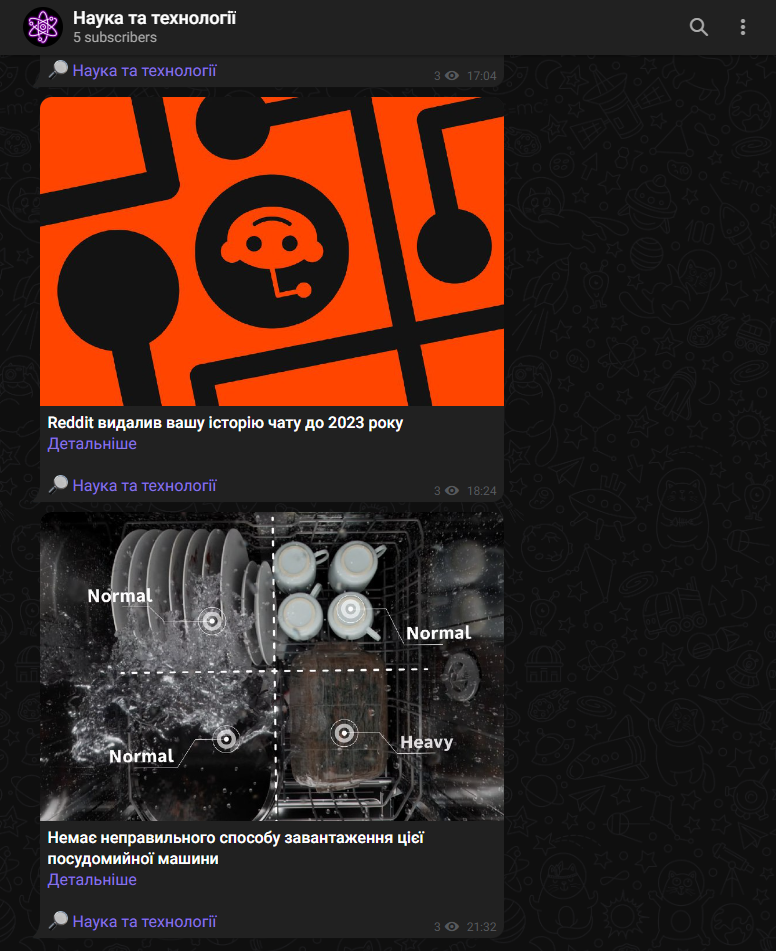 Наука та технології
5 subscribers
Наука та технології
3 17:04
Reddit видалив вашу історію чату до 2023 року
Детальніше
Наука та технології
3 18:24
Normal
Normal
Normal
Heavy
Немає неправильного способу завантаження цієї
посудомийної машини
Детальніше
Наука та технології
3 21:32